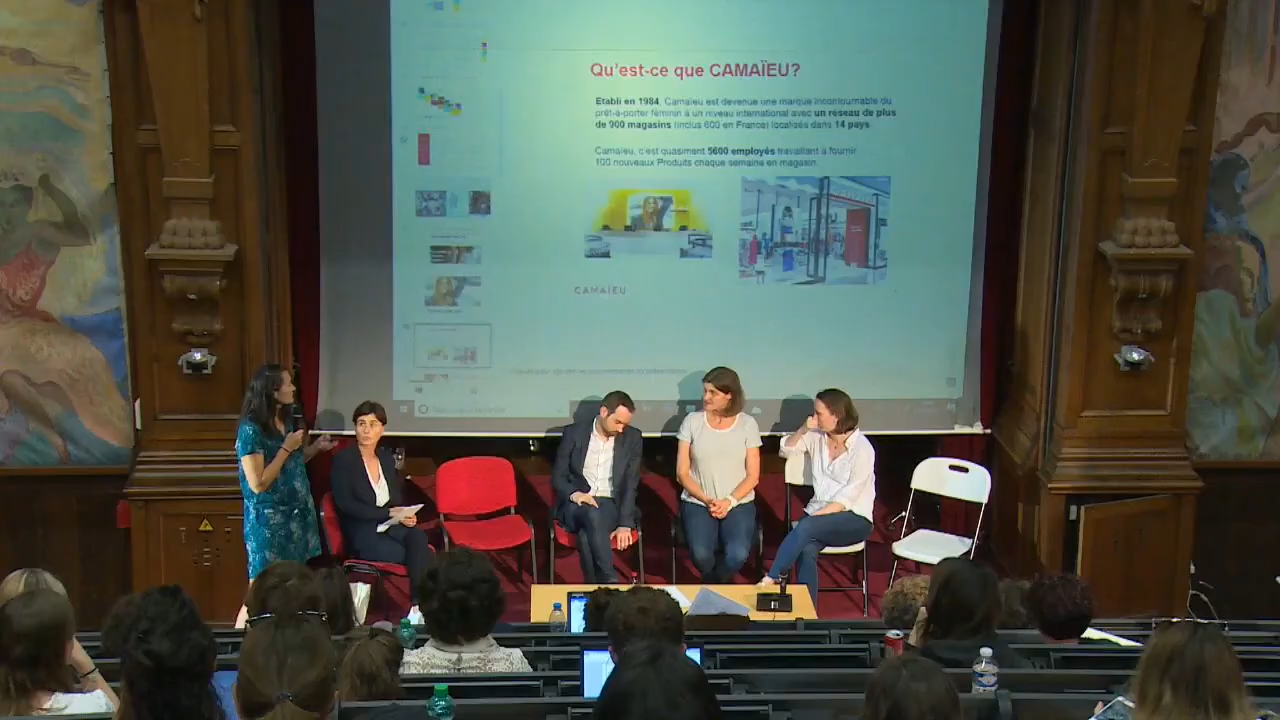 Qu'est-ce que CAMAÏEU?
Etabli en 1984, Camaïeu est devenue une marque incontournable du
prêt-à-porter féminin à un niveau international avec un réseau de plus
de 900 magasins (inclus 600 en France) localisés dans 14 pays.
Camaïeu, c'est quasiment 5600 employés travaillant à fournir
100 nouveaux Produits chaque semaine en magasin.
CAMAÏEU